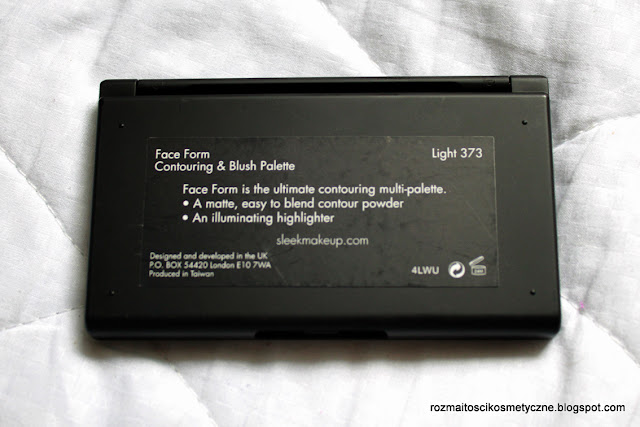 Face Form
Light 373
Contouring & Blush Palette
Face Form is the ultimate contouring multi-palette.
• A matte, easy to blend contour powder
• An illuminating highlighter
sleekmakeup.com
Designed and developed in the UK
P.O. BOX 54420 London E10 7WA
Produced in Taiwan
4LWU
rozmaitoscikosmetyczne.blogspot.com